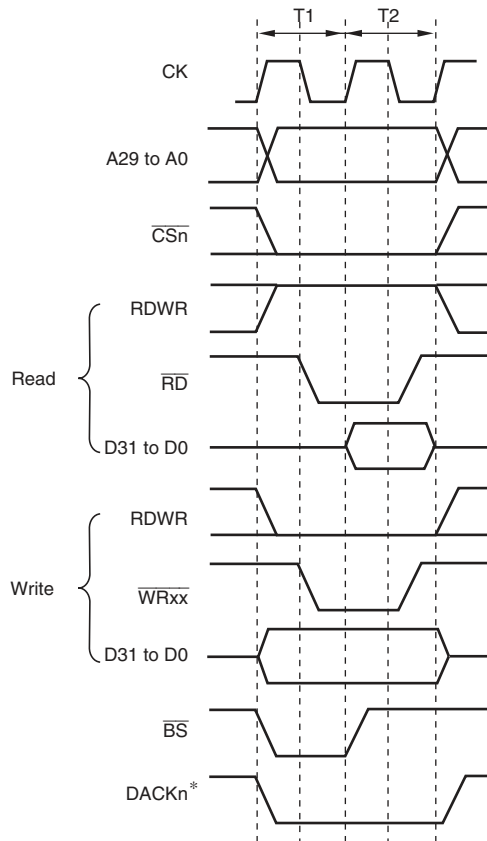 T1 T2
CK
A29 to A0
CSn
RDWR
Read
RD
D31 to D0
RDWR
Write
WRxx
D31 to D0
BS
DACKn*